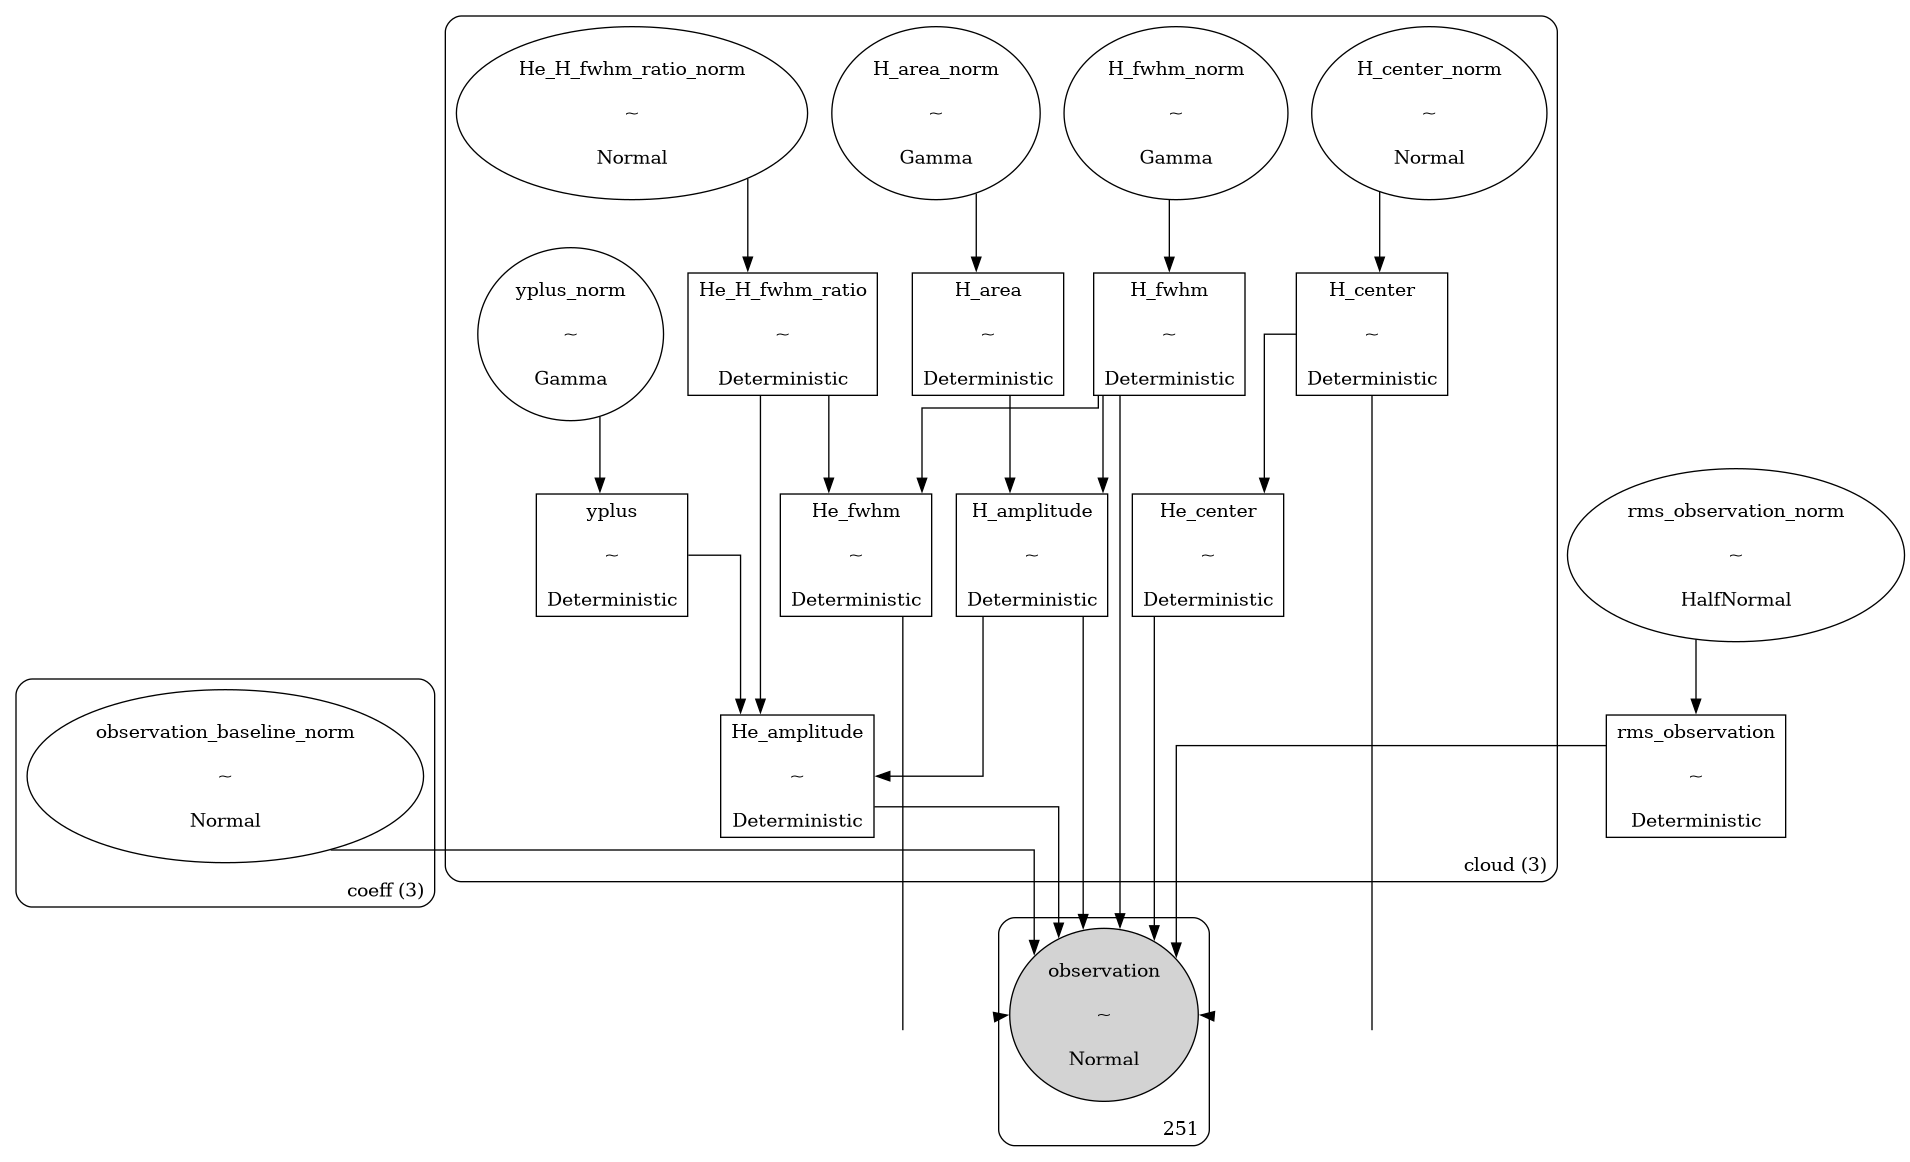 He_H_fwhm_ratio_norm
~
Normal
H_area_norm
~
Gamma
H_fwhm_norm
~
Gamma
H_center_norm
~
Normal
yplus_norm
~
Gamma
He_H_fwhm_ratio
~
Deterministic
H_area
~
Deterministic
H_fwhm
~
Deterministic
H_center
~
Deterministic
yplus
~
Deterministic
He_fwhm
~
Deterministic
H_amplitude
~
Deterministic
He_center
~
Deterministic
rms_observation_norm
~
HalfNormal
observation_baseline_norm
~
Normal
coeff (3)
He_amplitude
~
Deterministic
rms_observation
~
Deterministic
cloud (3)
observation
~
Normal
251